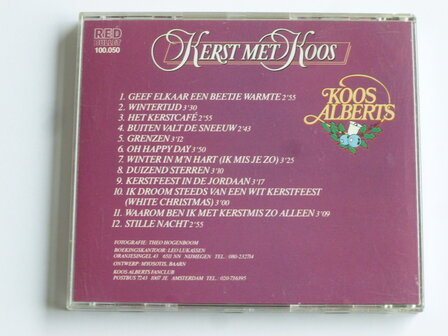 RED
BULLET
100.050
KERST MET KOOS
KOOS
ALBERTS
1. GEEF ELKAAR EEN BEETJE WARMTE 2'55
2. WINTERTIJD 3'30
3. HET KERSTCAFÉ 2'55
4. BUITEN VALT DE SNEEUW 2'43
5. GRENZEN 3'12
6. OH HAPPY DAY 3'50
7. WINTER IN M'N HART (IK MIS JE ZO) 3'25
8. DUIZEND STERREN 3'10
9. KERSTFEEST IN DE JORDAAN 3'17
10. IK DROOM STEEDS VAN EEN WIT KERSTFEEST
(WHITE CHRISTMAS) 3'00
11. WAAROM BEN IK MET KERSTMIS ZO ALLEEN 3'09
12. STILLE NACHT 2'55
FOTOGRAFIE: THEO HOGENBOOM
BOEKINGSKANTOOR: LEO LUKASSEN
ORANJESINGEL 43 6511 NN NIJMEGEN TEL.: 080-232714
ONTWERP: MYOSOTIS, BAARN
KOOS ALBERTS FANCLUB
POSTBUS 7243 1007 JE AMSTERDAM TEL.: 020-716395